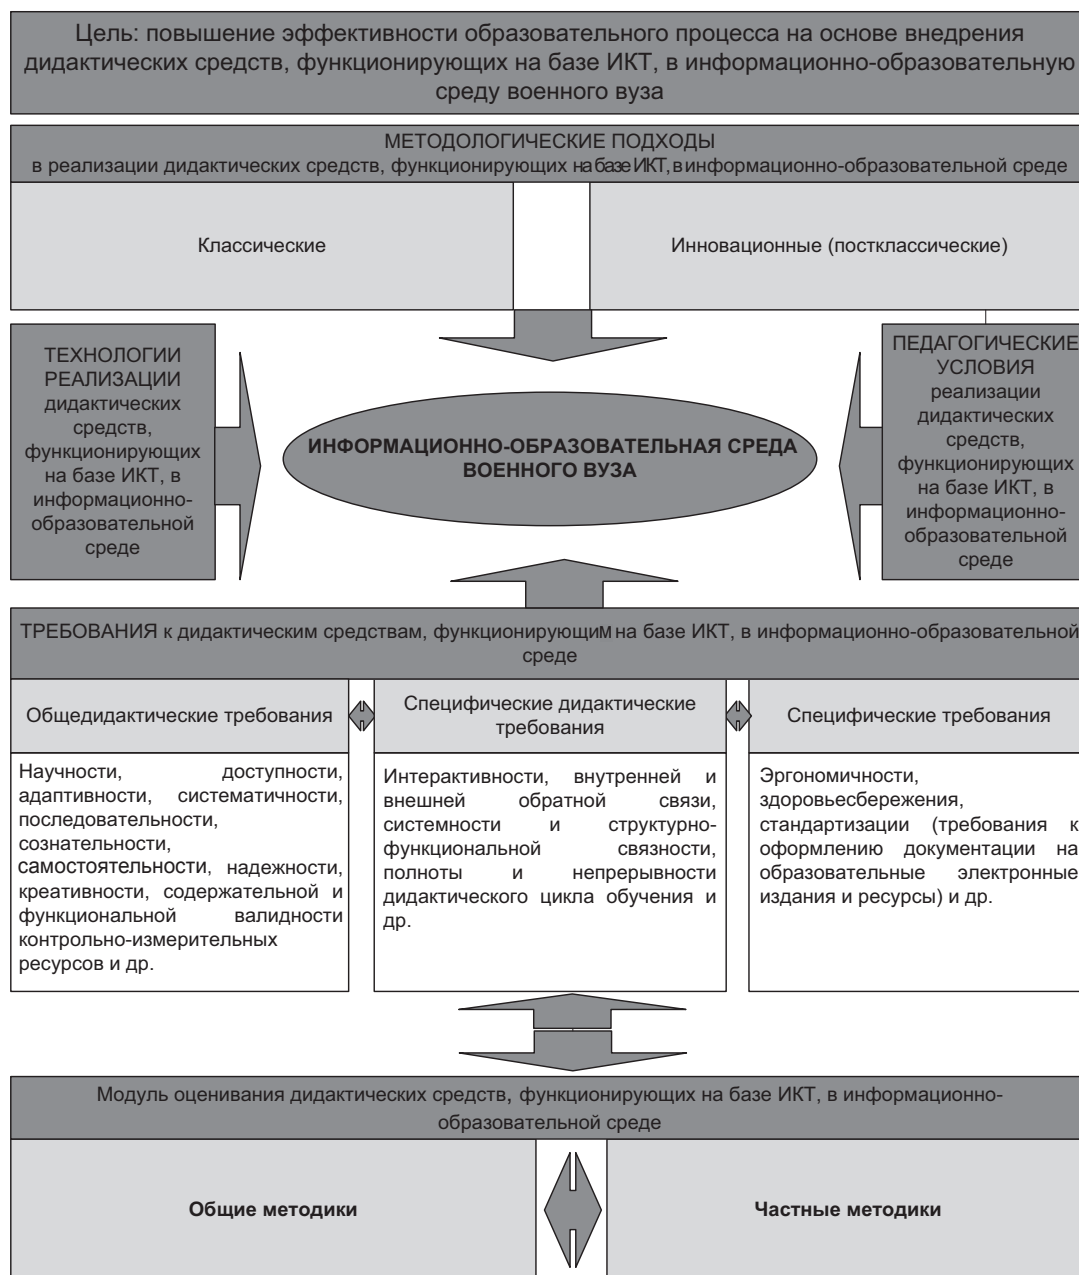 Цель: повышение эффективности образовательного процесса на основе внедрения
дидактических средств, функционирующих на базе ИКТ, в информационно-образовательную
среду военного вуза
МЕТОДОЛОГИЧЕСКИЕ ПОДХОДЫ
в реализации дидактических средств, функционирующих на базе ИКТ, в информационно-образовательной среде
Классические
Инновационные (постклассические)
ТЕХНОЛОГИИ
РЕАЛИЗАЦИИ
дидактических
средств,
функционирующих
на базе ИКТ, в
информационно-
образовательной
среде
ИНФОРМАЦИОННО-ОБРАЗОВАТЕЛЬНАЯ СРЕДА
ВОЕННОГО ВУЗА
ПЕДАГОГИЧЕСКИЕ
УСЛОВИЯ
реализации
дидактических
средств,
функционирующих
на базе ИКТ, в
информационно-
образовательной
среде
ТРЕБОВАНИЯ к дидактическим средствам, функционирующим на базе ИКТ, в информационно-образовательной
среде
Общедидактические требования
Научности, доступности,
адаптивности, систематичности,
последовательности,
сознательности,
самостоятельности, надежности,
креативности, содержательной и
функциональной валидности
контрольно-измерительных
ресурсов и др.
Специфические дидактические
требования
Интерактивности, внутренней и
внешней обратной связи,
системности и структурно-
функциональной связности,
полноты и непрерывности
дидактического цикла обучения и
др.
Специфические требования
Эргономичности,
здоровьесбережения,
стандартизации (требования к
оформлению документации на
образовательные электронные
издания и ресурсы) и др.
Модуль оценивания дидактических средств, функционирующих на базе ИКТ, в информационно-
образовательной среде
Общие методики
Частные методики